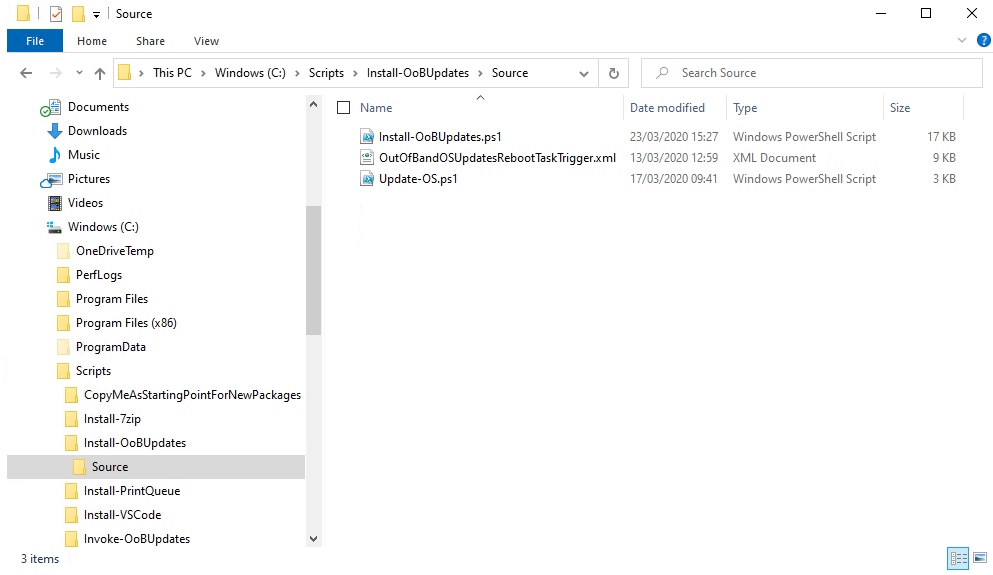 Source
File Home Share View
This PC Windows (C:) Scripts Install-OoBUpdates Source Search Source
Documents
Downloads
Music
Pictures
Videos
Windows (C:)
OneDriveTemp
PerfLogs
Program Files
Program Files (x86)
ProgramData
Scripts
CopyMeAsStartingPointForNewPackages
Install-7zip
Install-OoBUpdates
Source
Install-PrintQueue
Install-VSCode
Invoke-OoBUpdates
Name Date modified Type Size
Install-OoBUpdates.ps1 23/03/2020 15:27 Windows PowerShell Script 17 KB
OutOfBandOSUpdatesRebootTaskTrigger.xml 13/03/2020 12:59 XML Document 9 KB
Update-OS.ps1 17/03/2020 09:41 Windows PowerShell Script 3 KB
3 items